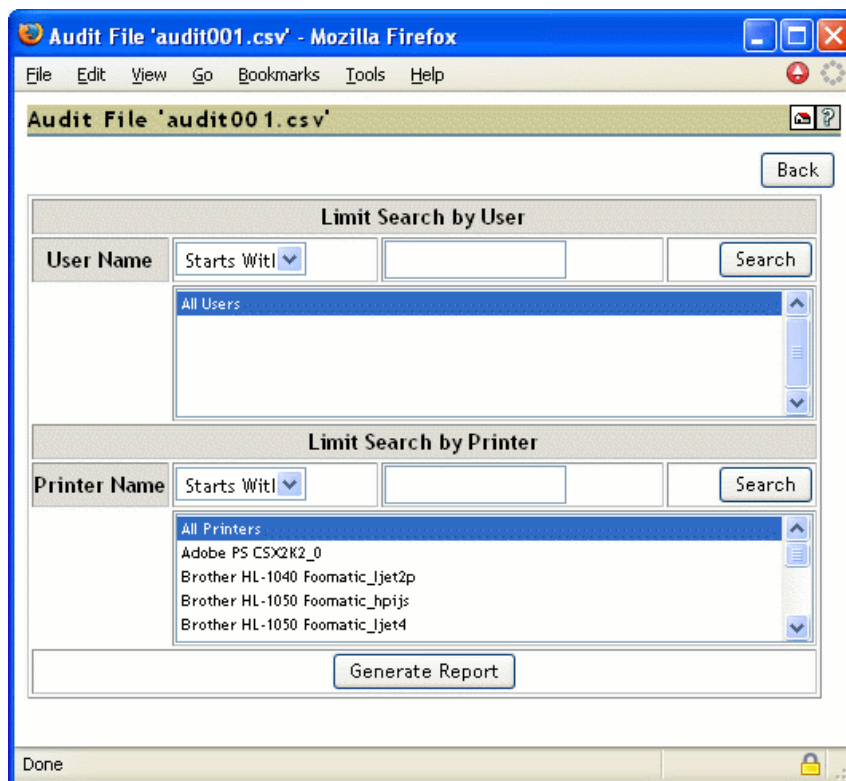 Audit File 'audit001.csv' - Mozilla Firefox
File Edit View Go Bookmarks Tools Help
Audit File 'audit001.csv'
?
Back
Limit Search by User
User Name Starts Witl Search
All Users
Limit Search by Printer
Printer Name Starts Witl Search
All Printers
Adobe PS CSX2K2_0
Brother HL-1040 Foomatic_ljet2p
Brother HL-1050 Foomatic_hpijs
Brother HL-1050 Foomatic_ljet4
Generate Report
Done